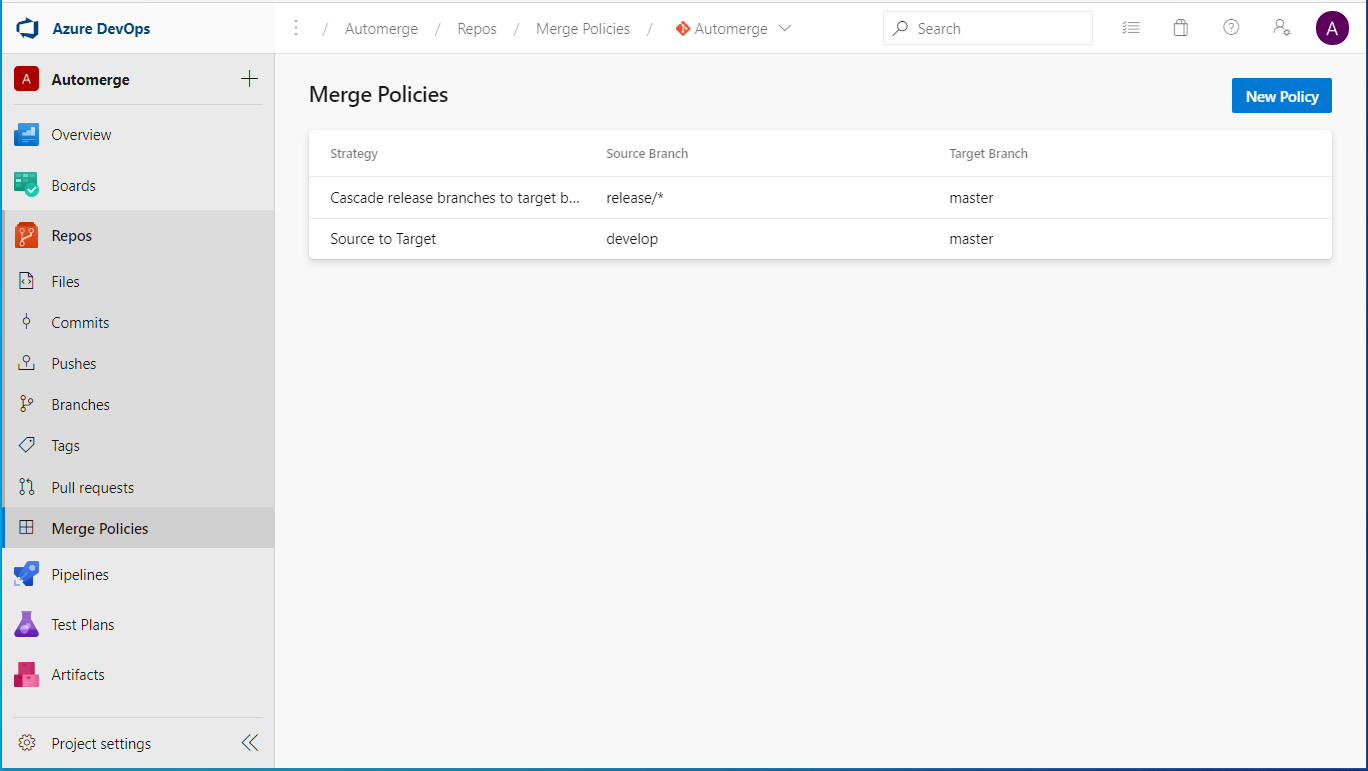 Azure DevOps
/ Automerge / Repos / Merge Policies / Automerge
Search
A
A Automerge
Overview
Boards
Repos
Files
Commits
Pushes
Branches
Tags
Pull requests
Merge Policies
Pipelines
Test Plans
Artifacts
Project settings
Merge Policies
New Policy
Strategy Source Branch Target Branch
Cascade release branches to target b... release/* master
Source to Target develop master